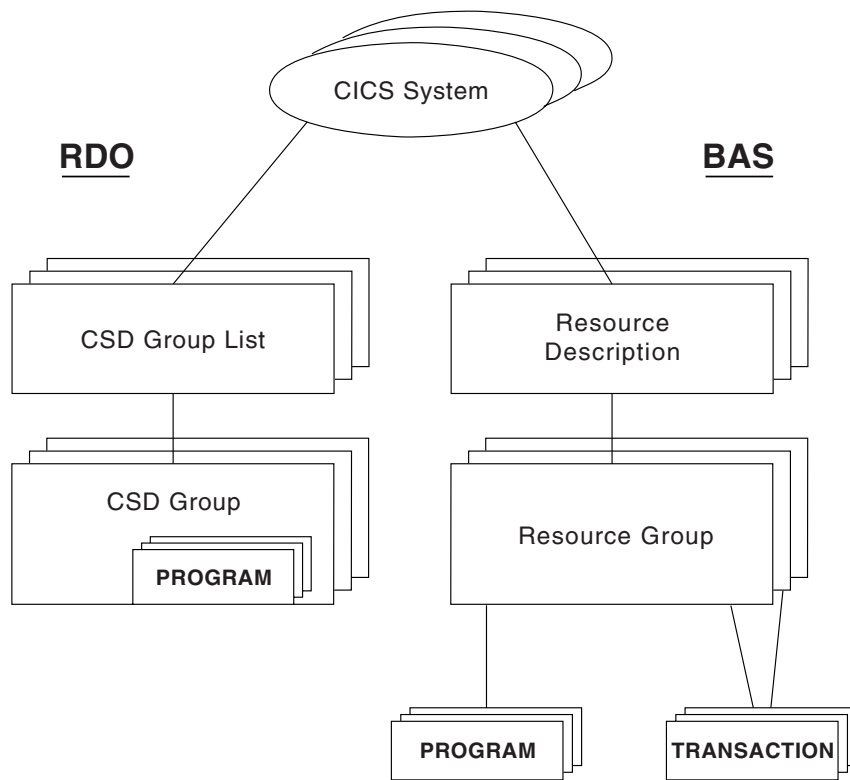 CICS System
RDO
BAS
CSD Group List
Resource
Description
CSD Group
PROGRAM
Resource Group
PROGRAM
TRANSACTION